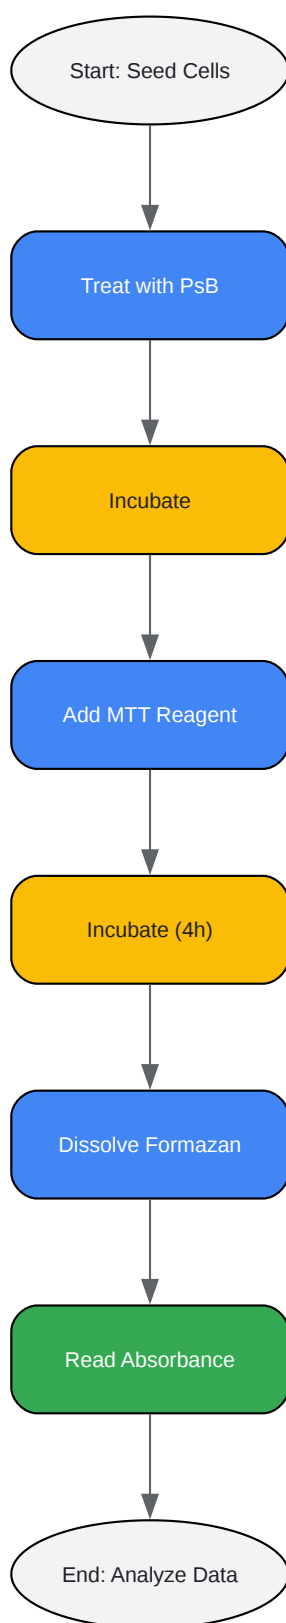 Start: Seed Cells
Treat with PsB
Incubate
Add MTT Reagent
Incubate (4h)
Dissolve Formazan
Read Absorbance
End: Analyze Data